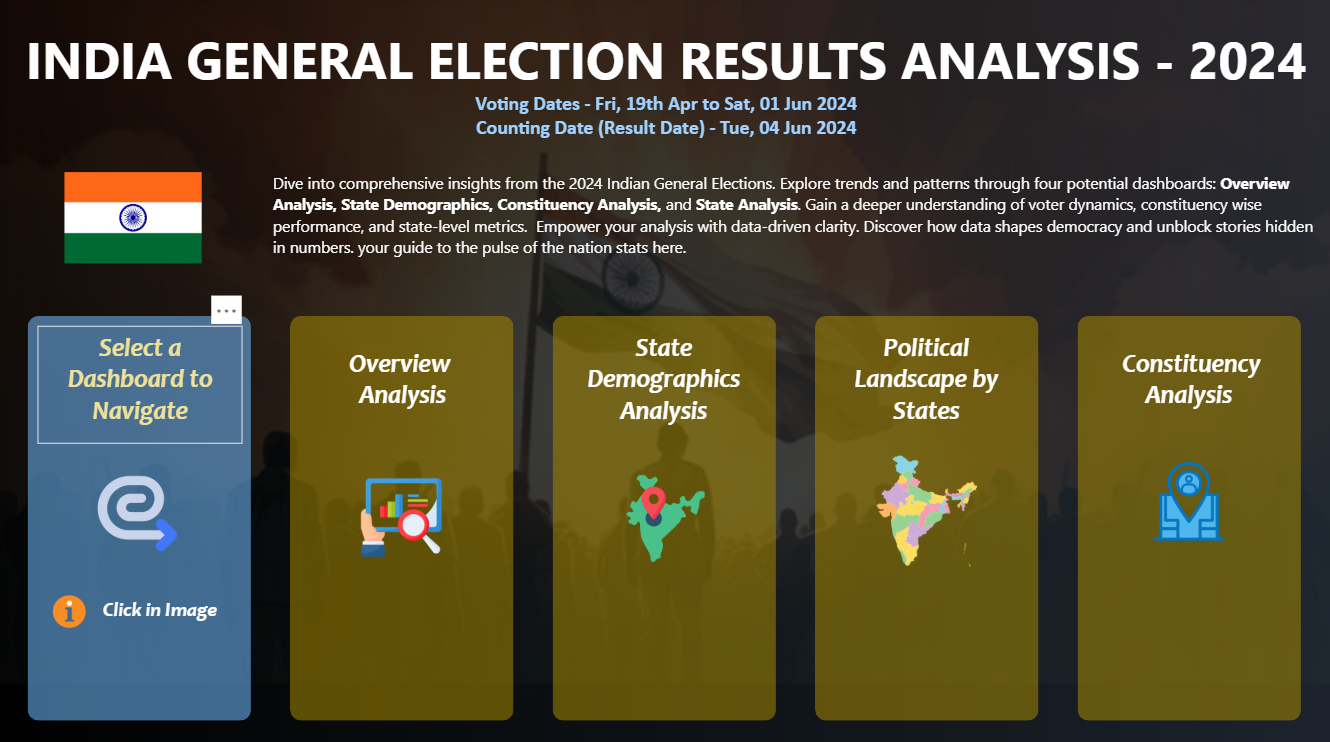 INDIA GENERAL ELECTION RESULTS ANALYSIS - 2024
Voting Dates - Fri, 19th Apr to Sat, 01 Jun 2024
Counting Date (Result Date) - Tue, 04 Jun 2024
Dive into comprehensive insights from the 2024 Indian General Elections. Explore trends and patterns through four potential dashboards: Overview
Analysis, State Demographics, Constituency Analysis, and State Analysis. Gain a deeper understanding of voter dynamics, constituency wise
performance, and state-level metrics.  Empower your analysis with data-driven clarity. Discover how data shapes democracy and unblock stories hidden
in numbers. your guide to the pulse of the nation stats here.
Select a
Dashboard to
Navigate
Click in Image
Overview
Analysis
State
Demographics
Analysis
Political
Landscape by
States
Constituency
Analysis